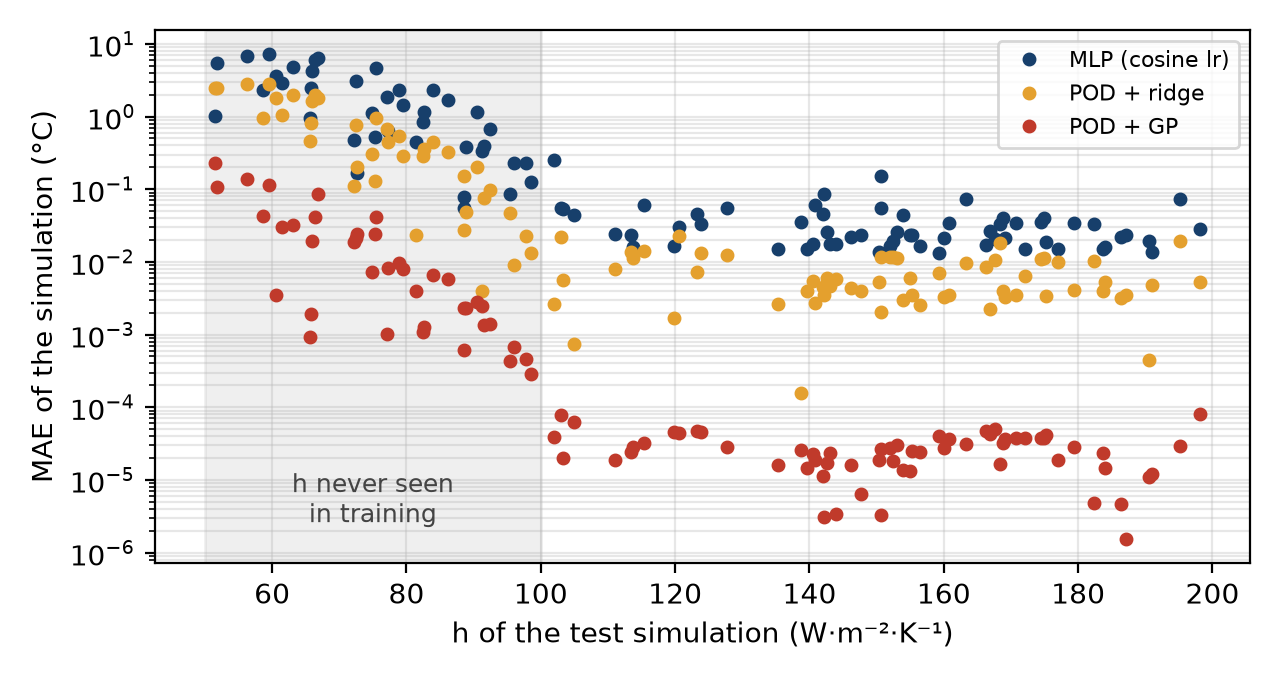 MLP (cosine lr)
POD + ridge
POD + GP
h never seen
in training
MAE of the simulation (°C)
10¹
10⁰
10⁻¹
10⁻²
10⁻³
10⁻⁴
10⁻⁵
10⁻⁶
60 80 100 120 140 160 180 200
h of the test simulation (W·m⁻²·K⁻¹)